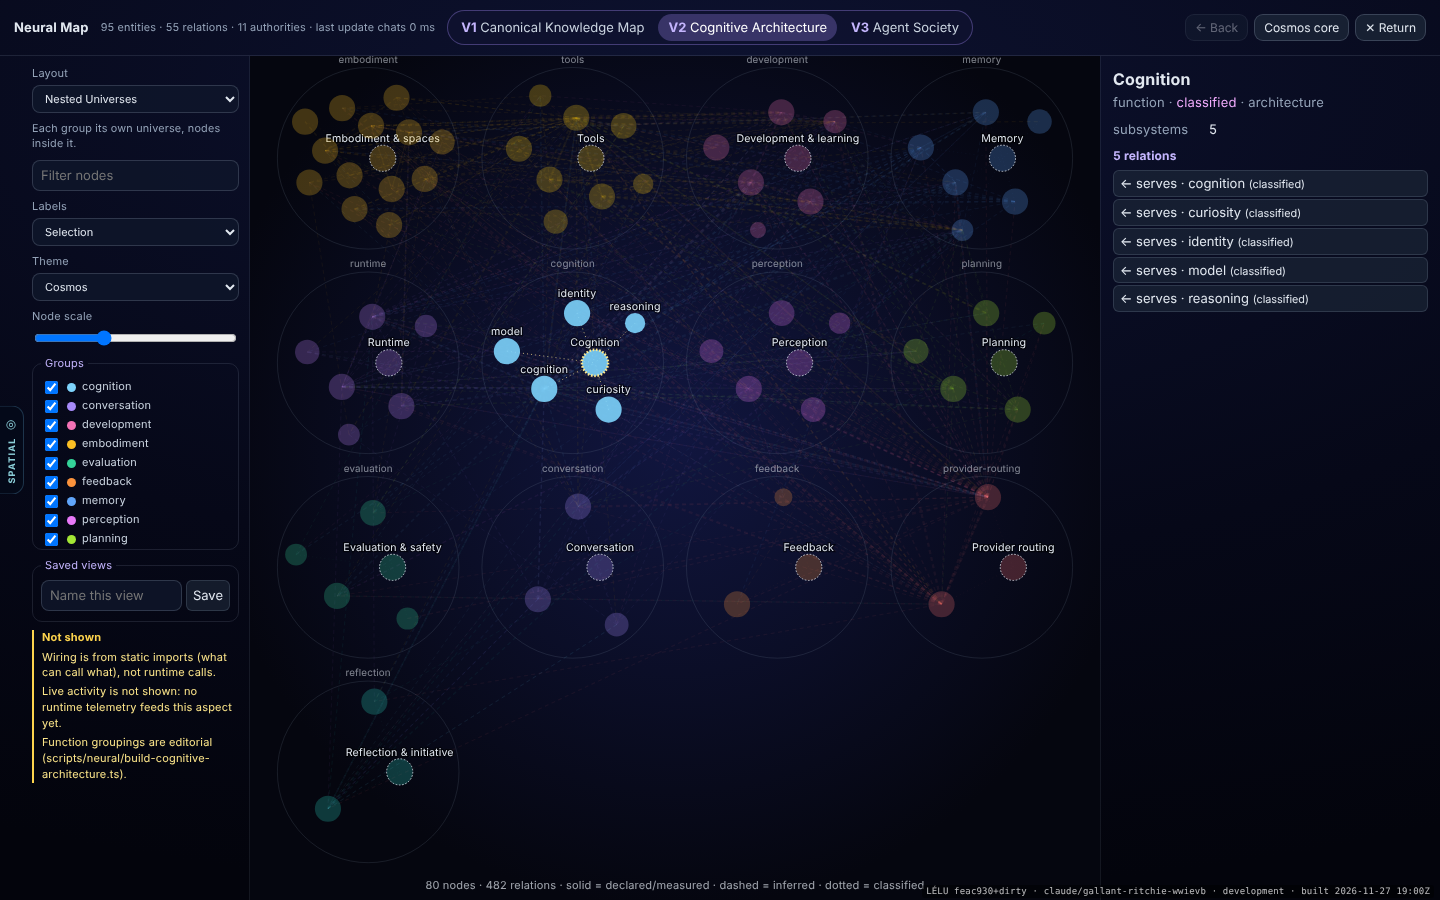 Neural Map 95 entities · 55 relations · 11 authorities · last update chats 0 ms V1 Canonical Knowledge Map V2 Cognitive Architecture V3 Agent Society ← Back Cosmos core ✕ Return
Layout
Nested Universes
Each group its own universe, nodes
inside it.
Filter nodes
Labels
Selection
Theme
Cosmos
Node scale
Groups
cognition
conversation
development
embodiment
evaluation
feedback
memory
perception
planning
SPATIAL ◎
Saved views
Name this view Save
Not shown
Wiring is from static imports (what
can call what), not runtime calls.
Live activity is not shown: no
runtime telemetry feeds this aspect
yet.
Function groupings are editorial
(scripts/neural/build-cognitive-
architecture.ts).
embodiment tools development memory
Embodiment & spaces Tools Development & learning Memory
runtime cognition perception planning
identity
reasoning
model
Runtime Cognition Perception Planning
cognition
curiosity
evaluation conversation feedback provider-routing
Evaluation & safety Conversation Feedback Provider routing
reflection
Reflection & initiative
80 nodes · 482 relations · solid = declared/measured · dashed = inferred · dotted = classified
Cognition
function · classified · architecture
subsystems 5
5 relations
← serves · cognition (classified)
← serves · curiosity (classified)
← serves · identity (classified)
← serves · model (classified)
← serves · reasoning (classified)
LÉLU feac930+dirty · claude/gallant-ritchie-wwievb · development · built 2026-11-27 19:00Z